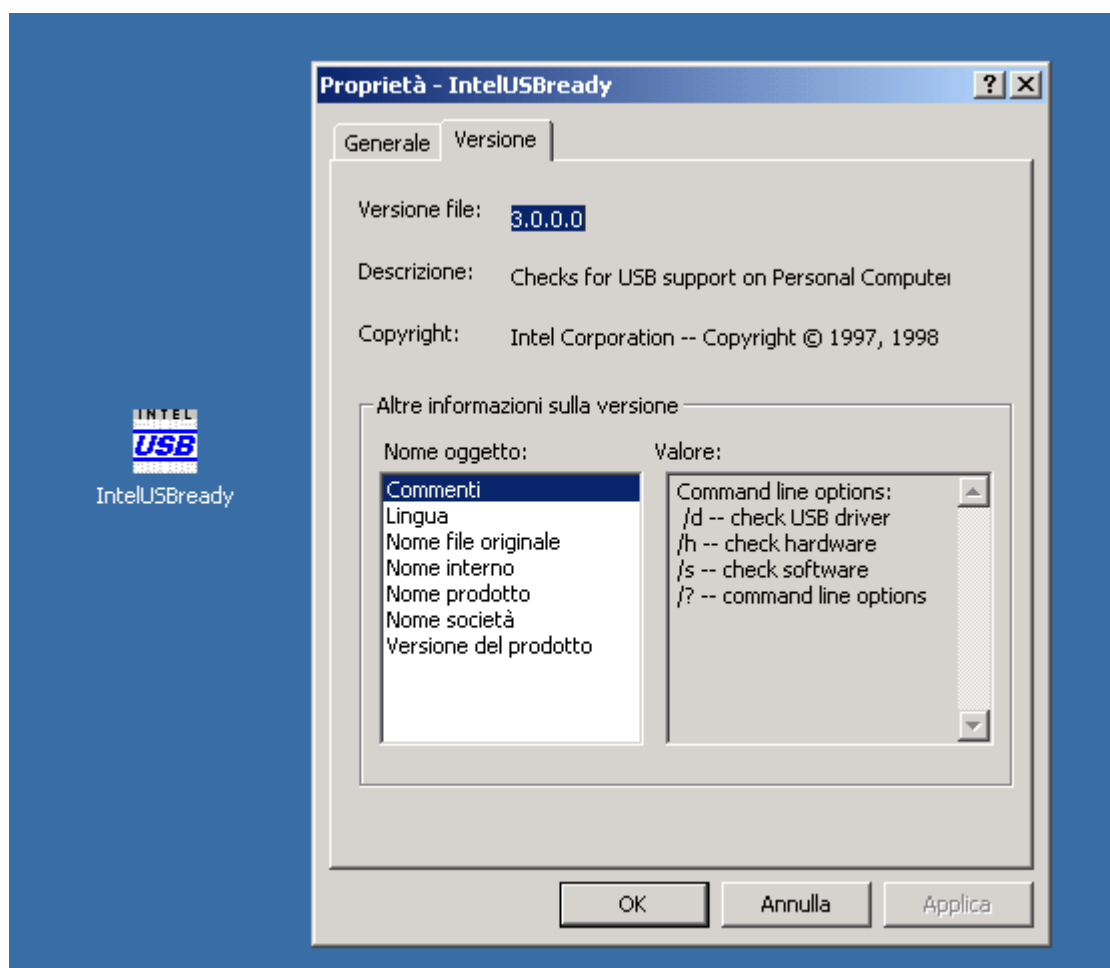 Proprietà - IntelUSBready
Generale
Versione
Versione file:
3.0.0.0
Descrizione:
Checks for USB support on Personal Computer
Copyright:
Intel Corporation -- Copyright © 1997, 1998
Altre informazioni sulla versione
Nome oggetto:
Valore:
Commenti
Lingua
Nome file originale
Nome interno
Nome prodotto
Nome società
Versione del prodotto
Command line options:
/d -- check USB driver
/h -- check hardware
/s -- check software
/? -- command line options
INTEL
USB
IntelUSBready
OK
Annulla
Applica